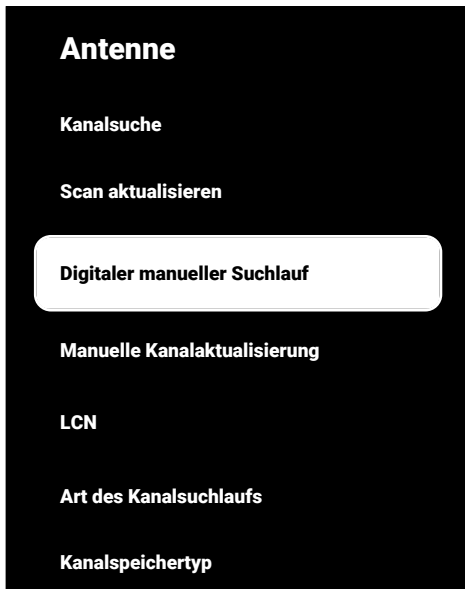 Antenne
Kanalsuche
Scan aktualisieren
Digitaler manueller Suchlauf
Manuelle Kanalaktualisierung
LCN
Art des Kanalsuchlaufs
Kanalspeichertyp